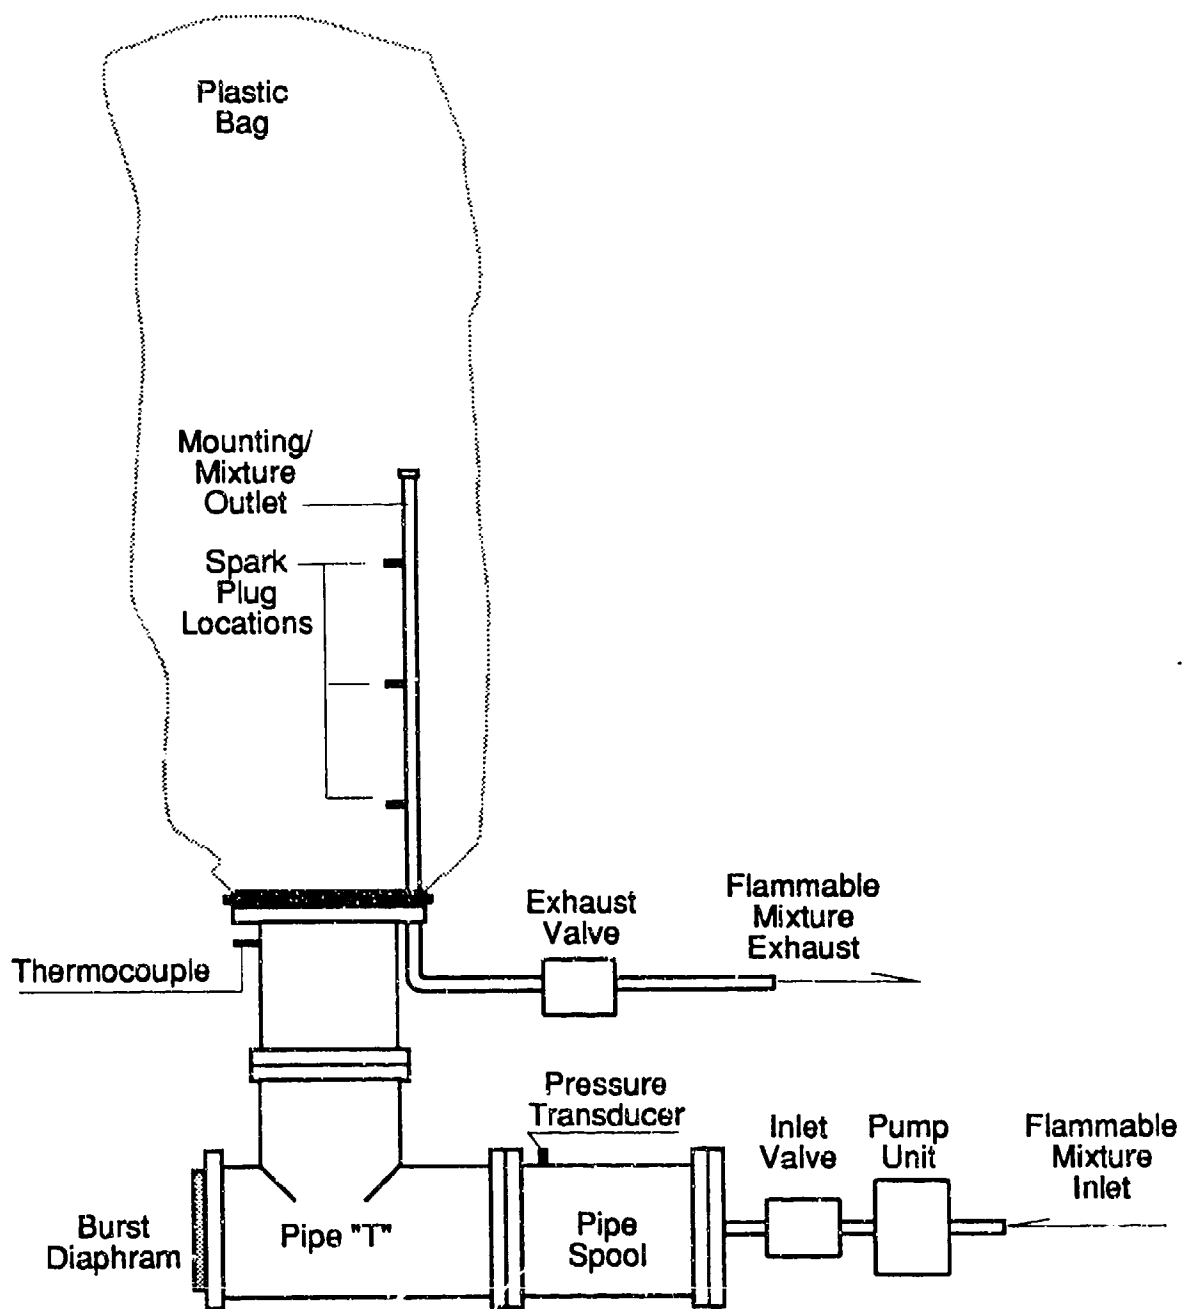 Plastic
Bag
Mounting/
Mixture
Outlet
Spark
Plug
Locations
Exhaust
Valve
Flammable
Mixture
Exhaust
Thermocouple
Pressure
Transducer
Inlet
Valve
Pump
Unit
Flammable
Mixture
Inlet
Burst
Diaphram
Pipe "T"
Pipe
Spool